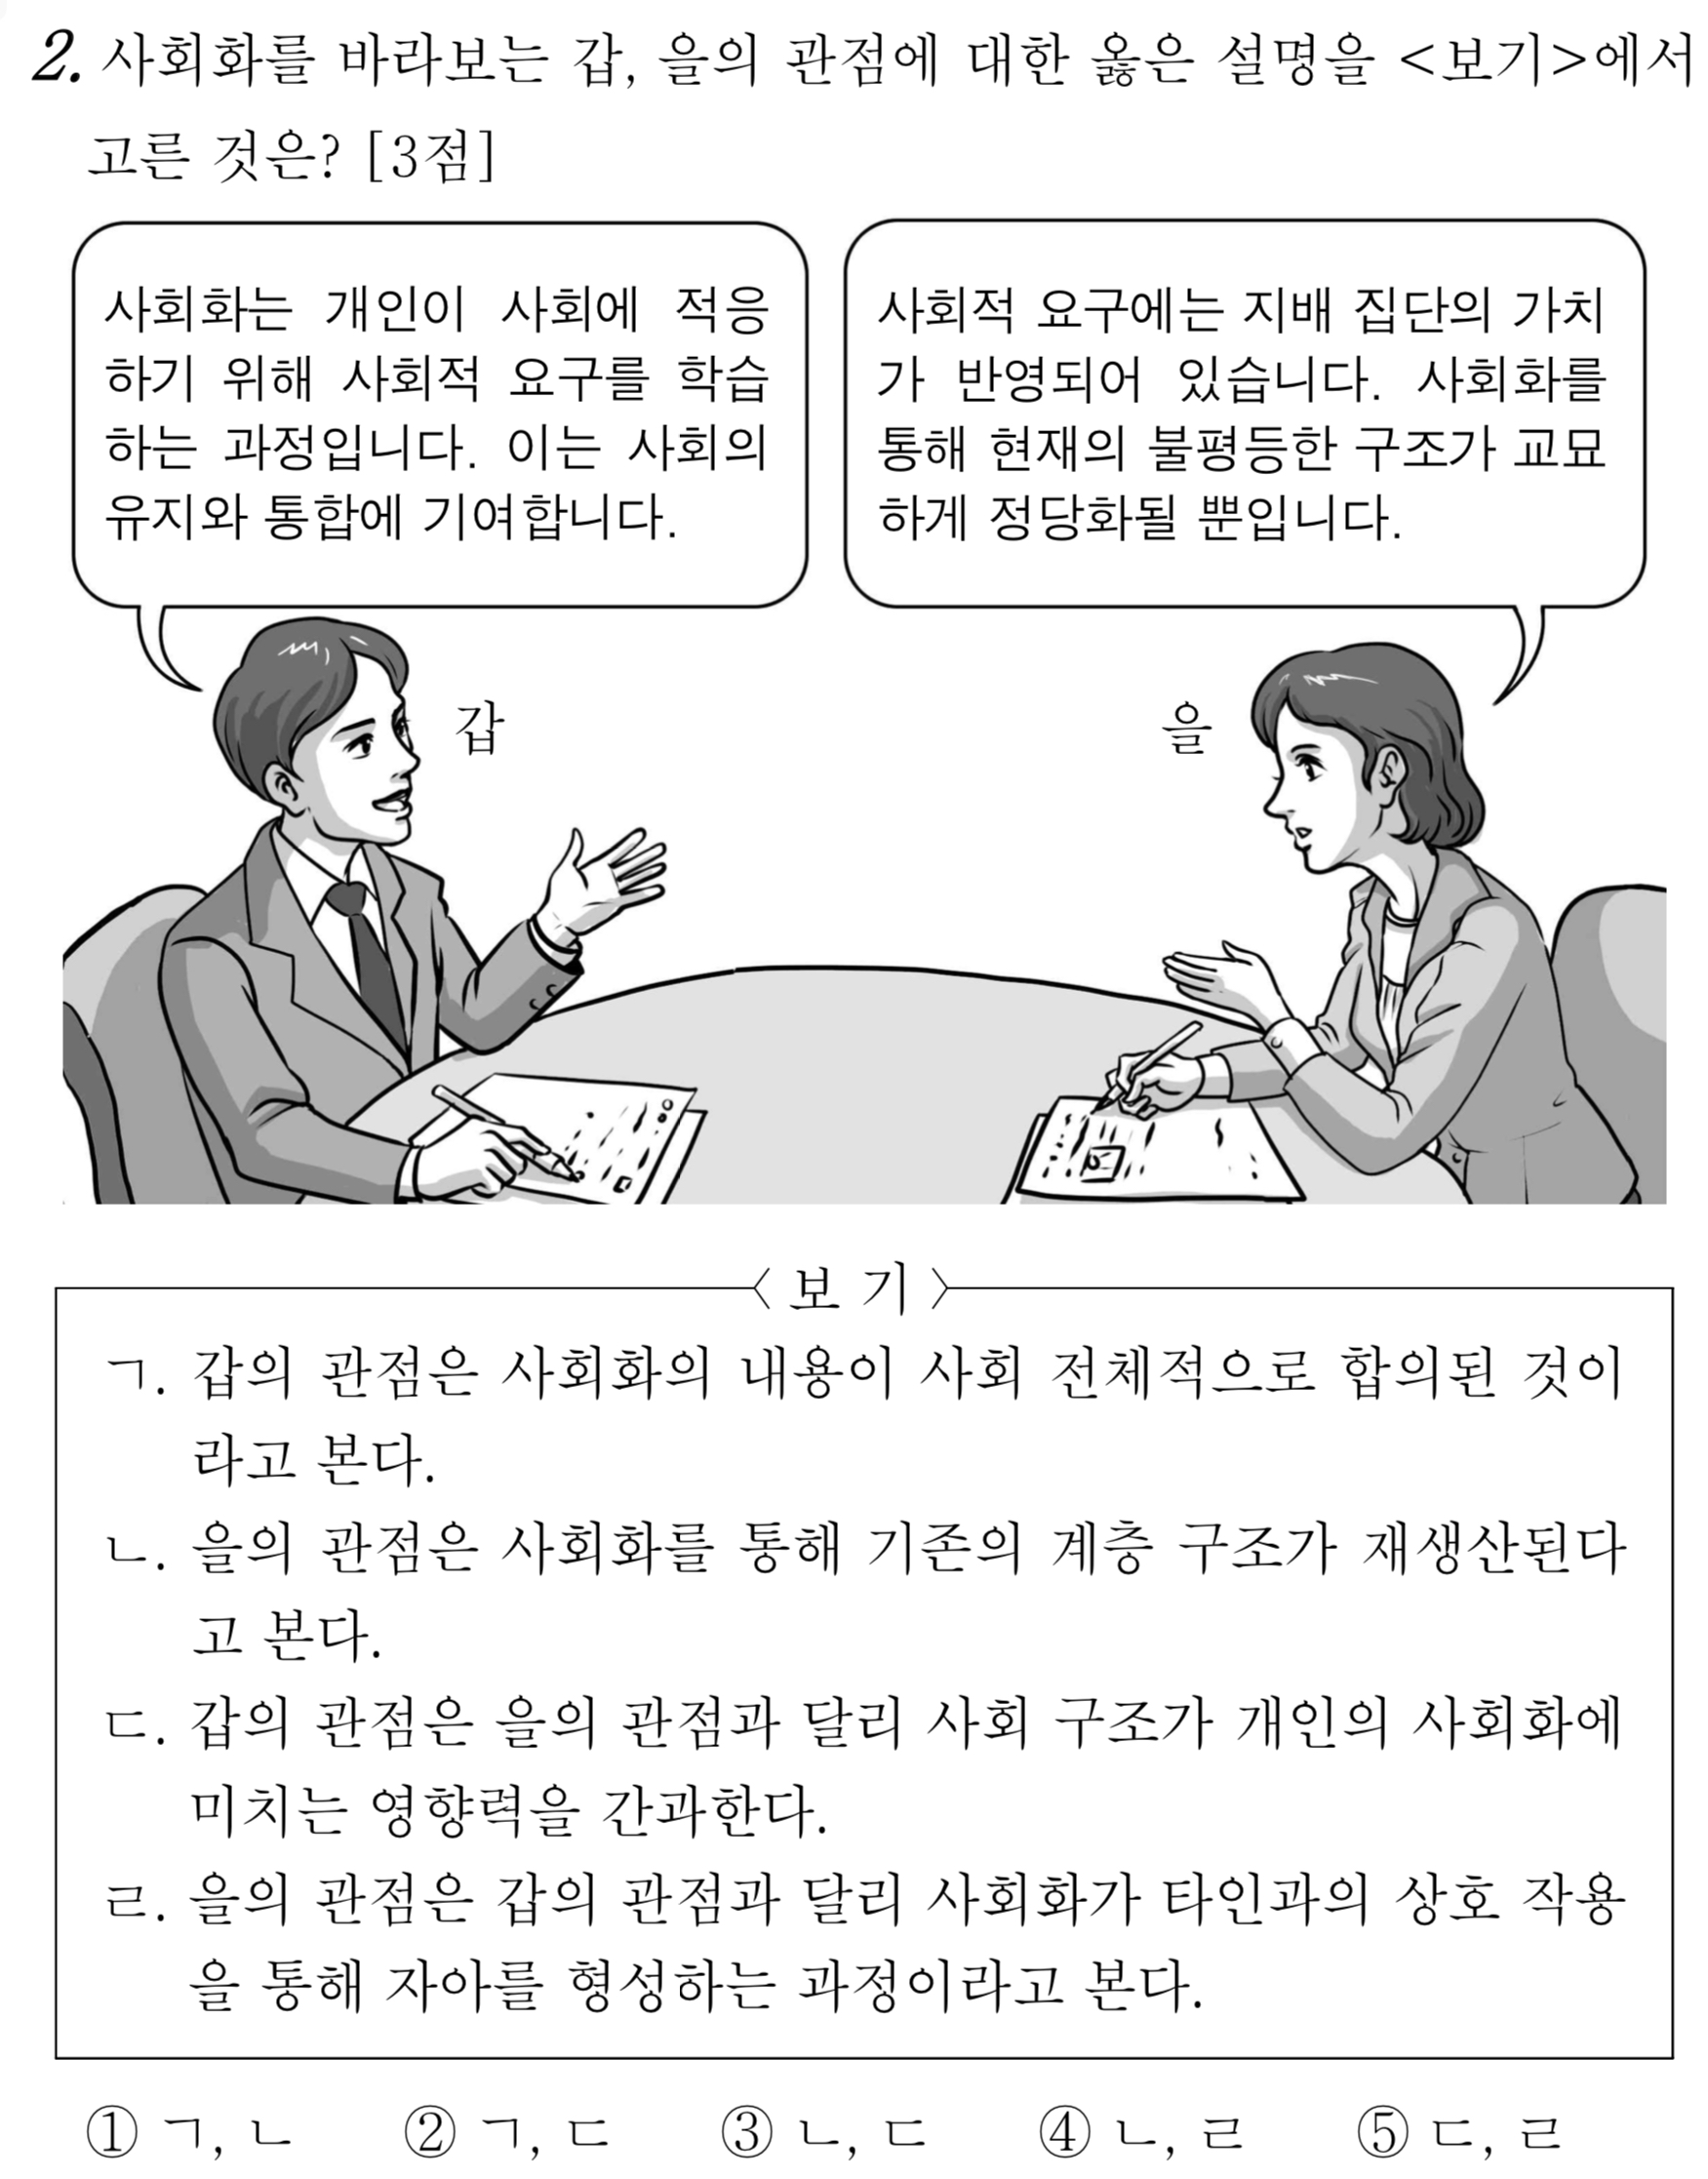 2. 사회화를 바라보는 갑, 을의 관점에 대한 옳은 설명을 <보기>에서
고른 것은? [3점]
사회화는 개인이 사회에 적응
하기 위해 사회적 요구를 학습
하는 과정입니다. 이는 사회의
유지와 통합에 기여합니다.
사회적 요구에는 지배 집단의 가치
가 반영되어 있습니다. 사회화를
통해 현재의 불평등한 구조가 교묘
하게 정당화될 뿐입니다.
갑
을
<보 기>
ㄱ. 갑의 관점은 사회화의 내용이 사회 전체적으로 합의된 것이
라고 본다.
ㄴ. 을의 관점은 사회화를 통해 기존의 계층 구조가 재생산된다
고 본다.
ㄷ. 갑의 관점은 을의 관점과 달리 사회 구조가 개인의 사회화에
미치는 영향력을 간과한다.
ㄹ. 을의 관점은 갑의 관점과 달리 사회화가 타인과의 상호 작용
을 통해 자아를 형성하는 과정이라고 본다.
① ㄱ, ㄴ ② ㄱ, ㄷ ③ ㄴ, ㄷ ④ ㄴ, ㄹ ⑤ ㄷ, ㄹ